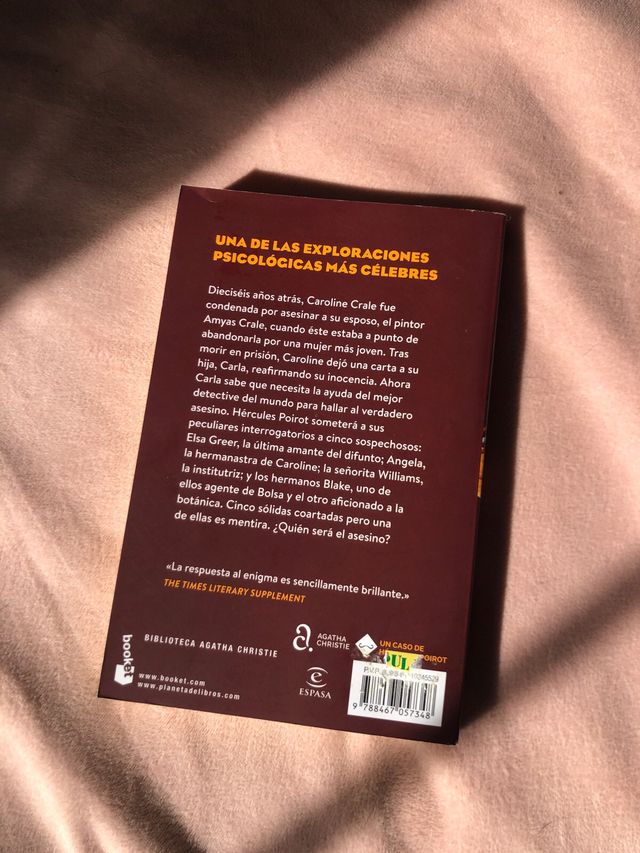 UNA DE LAS EXPLORACIONES
PSICOLÓGICAS MÁS CÉLEBRES
Dieciséis años atrás, Caroline Crale fue
condenada por asesinar a su esposo, el pintor
Amyas Crale, cuando éste estaba a punto de
abandonarla por una mujer más joven. Tras
morir en prisión, Caroline dejó una carta a su
hija, Carla, reafirmando su inocencia. Ahora
Carla sabe que necesita la ayuda del mejor
detective del mundo para hallar al verdadero
asesino. Hércules Poirot someterá a sus
peculiares interrogatorios a cinco sospechosos:
Elsa Greer, la última amante del difunto; Angela,
la hermanastra de Caroline; la señorita Williams,
la institutriz; y los hermanos Blake, uno de
ellos agente de Bolsa y el otro aficionado a la
botánica. Cinco sólidas coartadas pero una
de ellas es mentira. ¿Quién será el asesino?
«La respuesta al enigma es sencillamente brillante.»
THE TIMES LITERARY SUPPLEMENT
booket
BIBLIOTECA AGATHA CHRISTIE
a.
AGATHA
CHRISTIE
UN CASO DE
POIROT
www.booket.com
www.planetadelibros.com
e
ESPASA
PUL
9 788467 057348